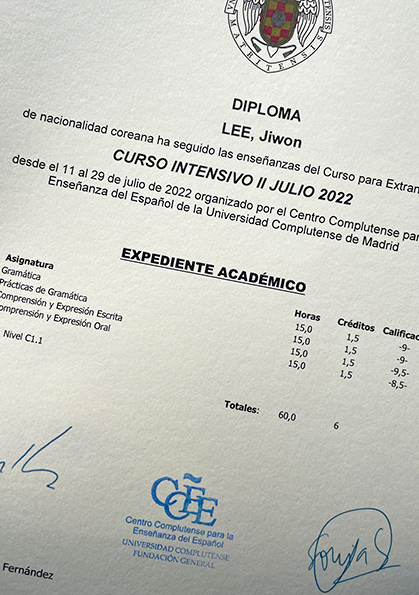 MATRITENSIS
DIPLOMA
LEE, Jiwon
de nacionalidad coreana ha seguido las enseñanzas del Curso para Extran
CURSO INTENSIVO II JULIO 2022
desde el 11 al 29 de julio de 2022 organizado por el Centro Complutense par
Enseñanza del Español de la Universidad Complutense de Madrid
EXPEDIENTE ACADÉMICO
Asignatura Horas Créditos Calificac
Gramática 15,0 1,5 -9-
Prácticas de Gramática 15,0 1,5 -9-
Comprensión y Expresión Escrita 15,0 1,5 -9,5-
omprensión y Expresión Oral 15,0 1,5 -8,5-
Nivel C1.1
Totales: 60,0 6
CCEE
Centro Complutense para la
Enseñanza del Español
UNIVERSIDAD COMPLUTENSE
FUNDACIÓN GENERAL
Fernández